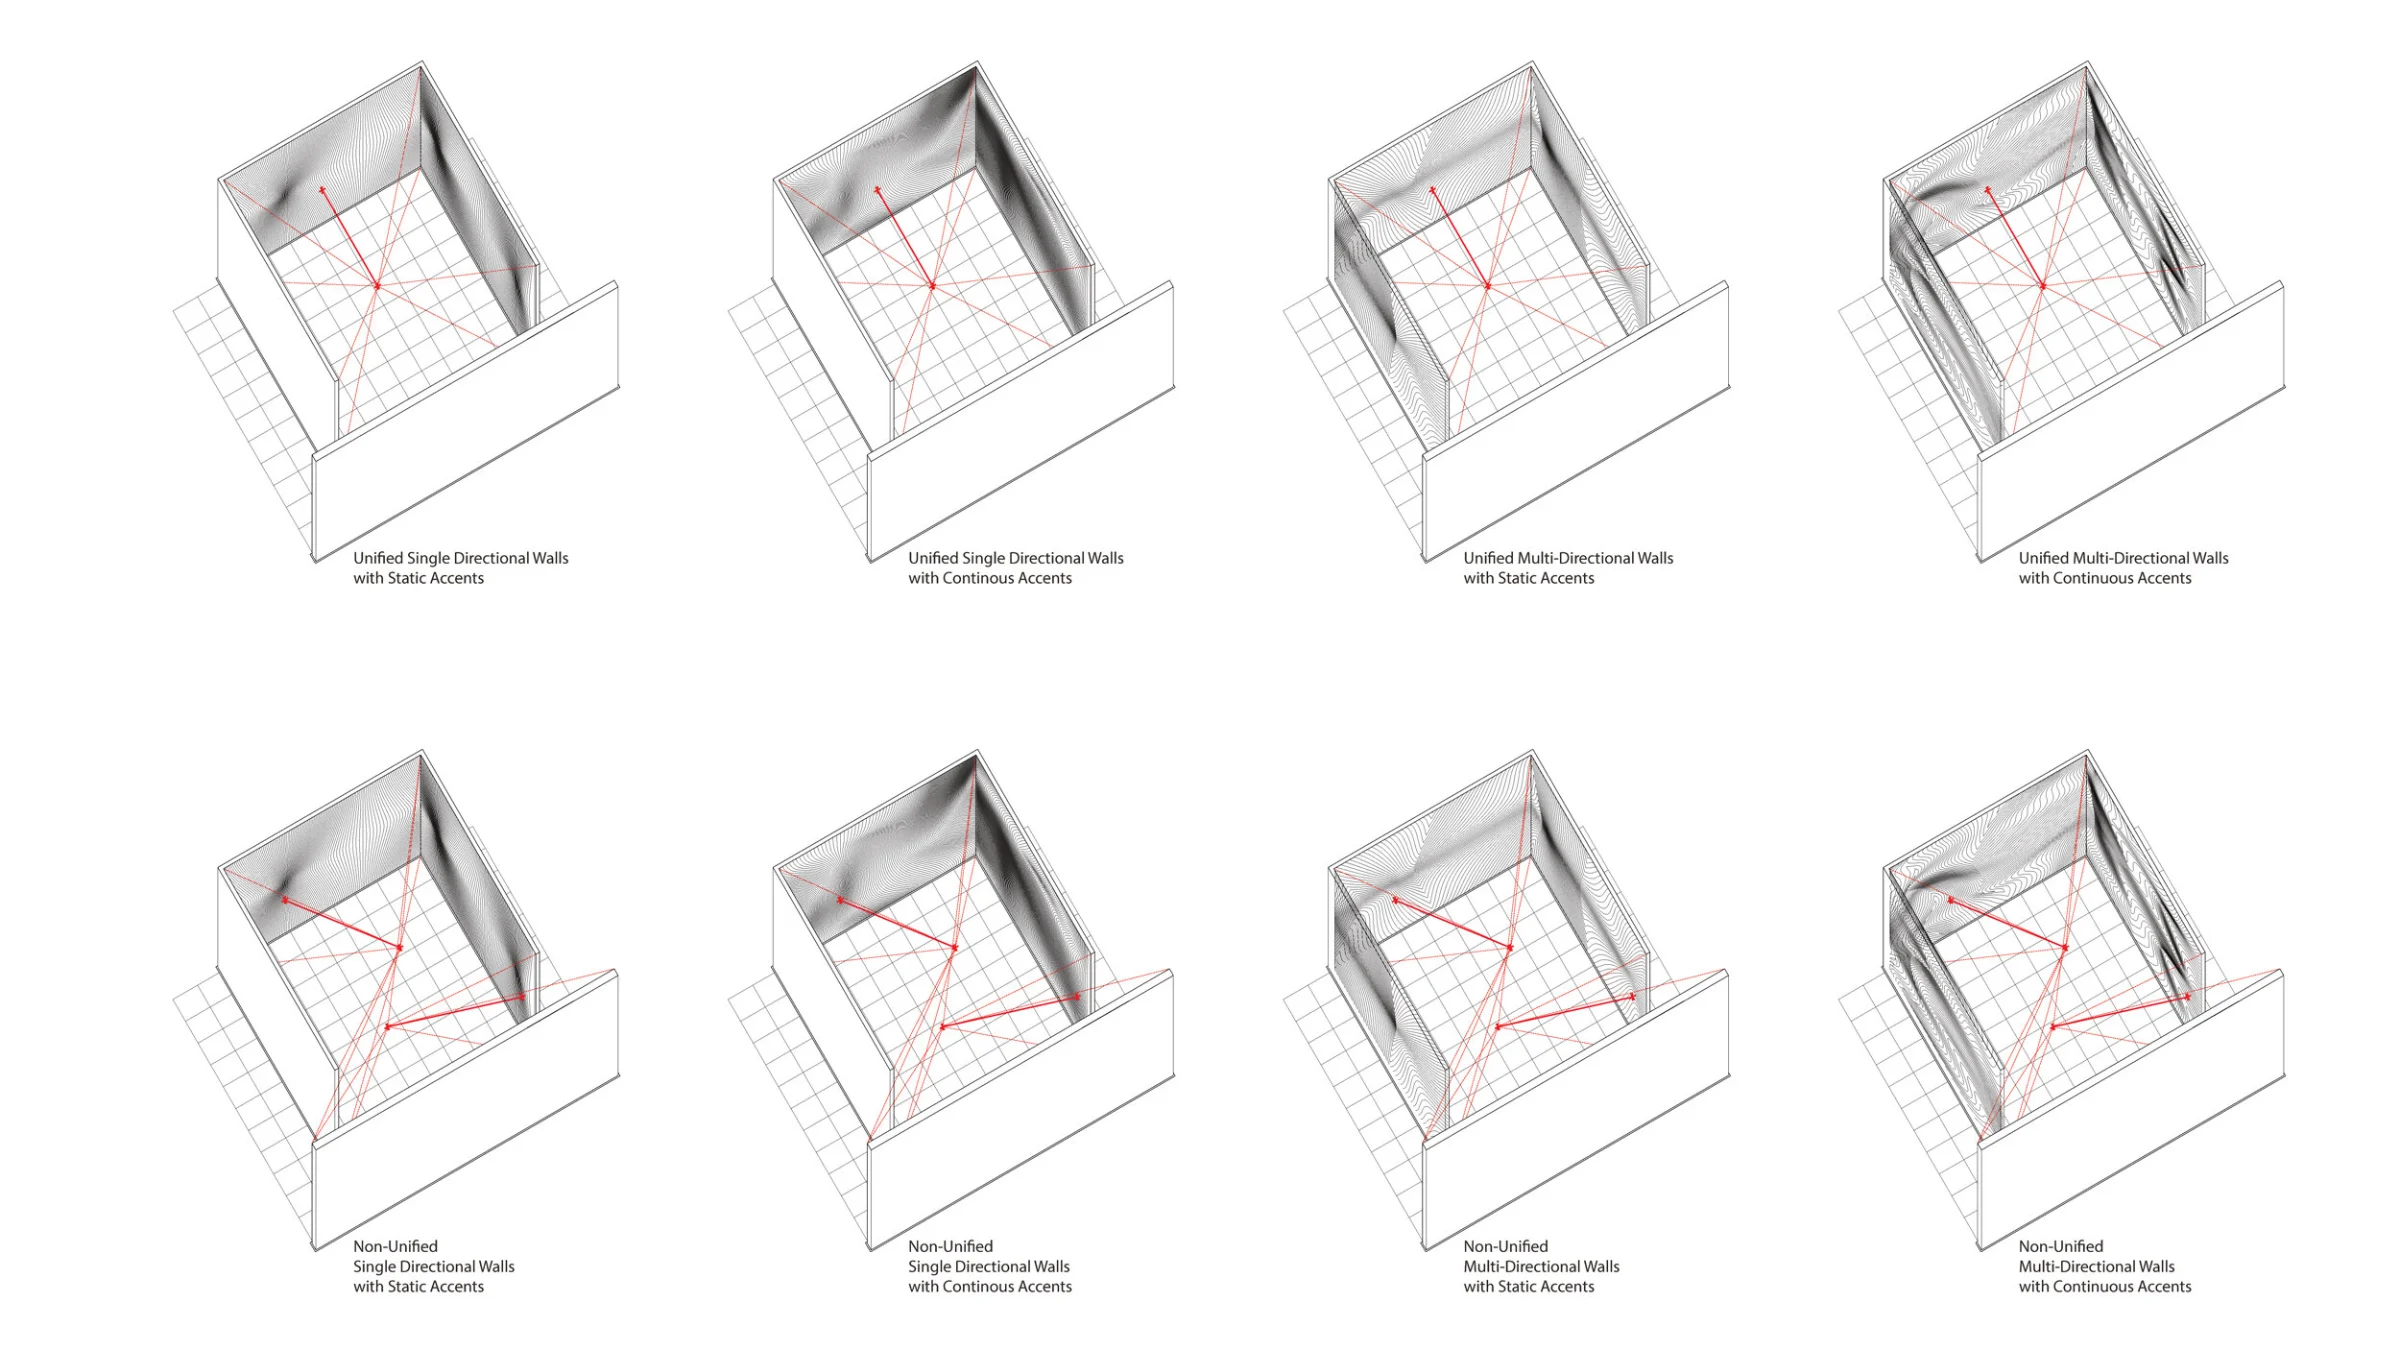 Unified Single Directional Walls
with Static Accents
Unified Single Directional Walls
with Continous Accents
Unified Multi-Directional Walls
with Static Accents
Unified Multi-Directional Walls
with Continuous Accents
Non-Unified
Single Directional Walls
with Static Accents
Non-Unified
Single Directional Walls
with Continous Accents
Non-Unified
Multi-Directional Walls
with Static Accents
Non-Unified
Multi-Directional Walls
with Continuous Accents